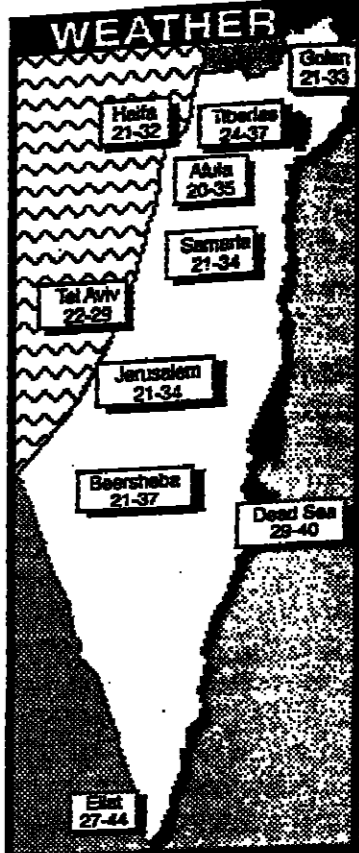 WEATHER
Golan
21-33
Haifa
21-32
Tiberias
24-37
Afula
20-35
Samaria
21-34
Tel Aviv
22-29
Jerusalem
21-34
Beersheba
21-37
Dead Sea
29-40
Eilat
27-44